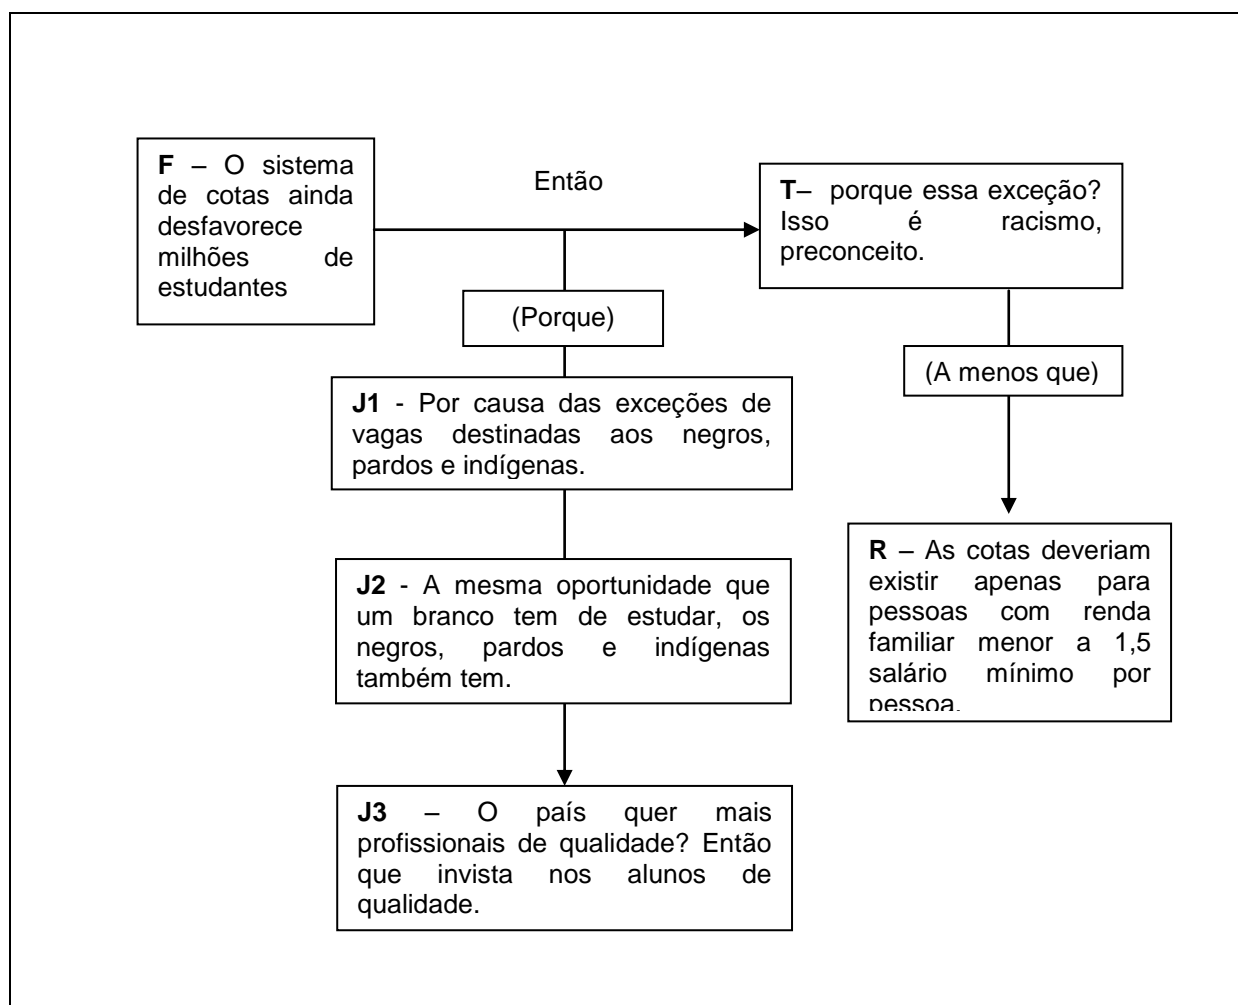 F – O sistema
de cotas ainda
desfavorece
milhões de
estudantes
Então
T– porque essa exceção?
Isso é racismo,
preconceito.
(Porque)
(A menos que)
J1 - Por causa das exceções de
vagas destinadas aos negros,
pardos e indígenas.
J2 - A mesma oportunidade que
um branco tem de estudar, os
negros, pardos e indígenas
também tem.
R – As cotas deveriam
existir apenas para
pessoas com renda
familiar menor a 1,5
salário mínimo por
pessoa.
J3 – O país quer mais
profissionais de qualidade? Então
que invista nos alunos de
qualidade.